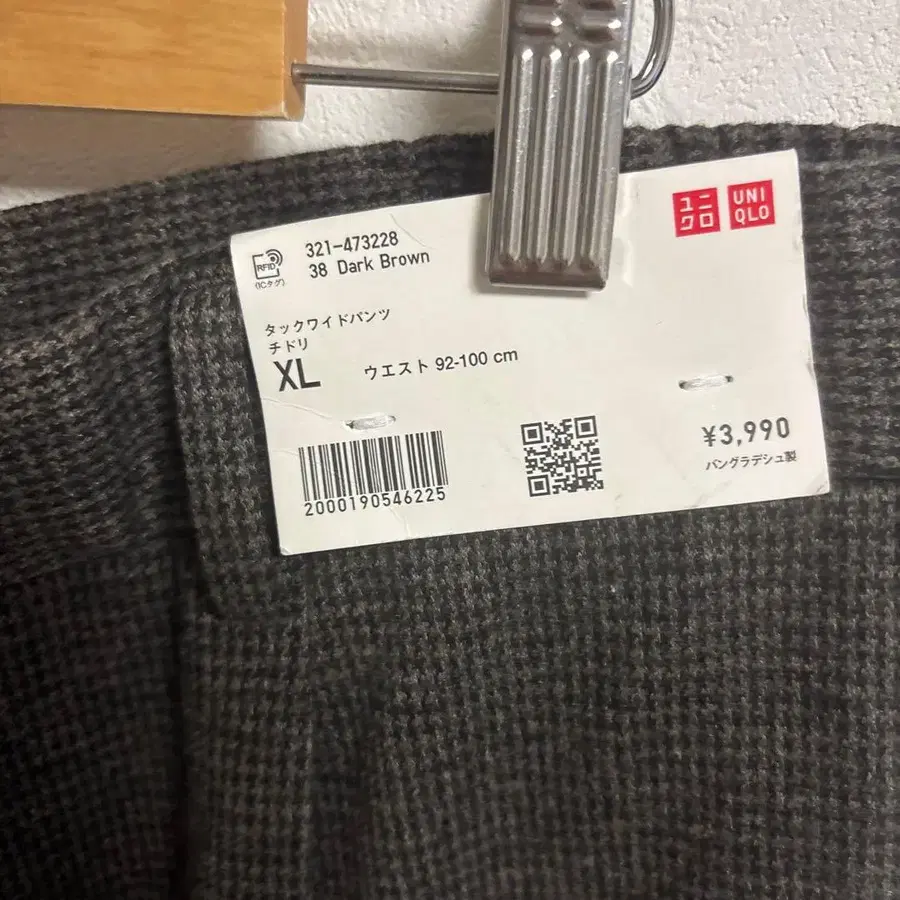 ユニ
クロ
UNI
QLO
RFID
(ICタグ)
321-473228
38 Dark Brown
タックワイドパンツ
チドリ
XL
ウエスト 92-100 cm
2000190546225
¥3,990
バングラデシュ製